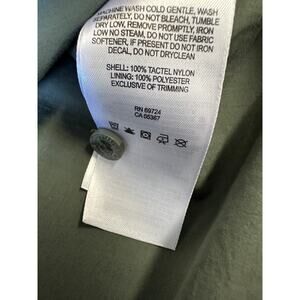 MACHINE WASH COLD GENTLE, WASH
SEPARATELY, DO NOT BLEACH, TUMBLE
DRY LOW, REMOVE PROMPTLY, IRON
LOW NO STEAM, DO NOT USE FABRIC
SOFTENER, IF PRESENT DO NOT IRON
DECAL, DO NOT DRYCLEAN
SHELL: 100% TACTEL NYLON
LINING: 100% POLYESTER
EXCLUSIVE OF TRIMMING
RN 69724
CA 05367